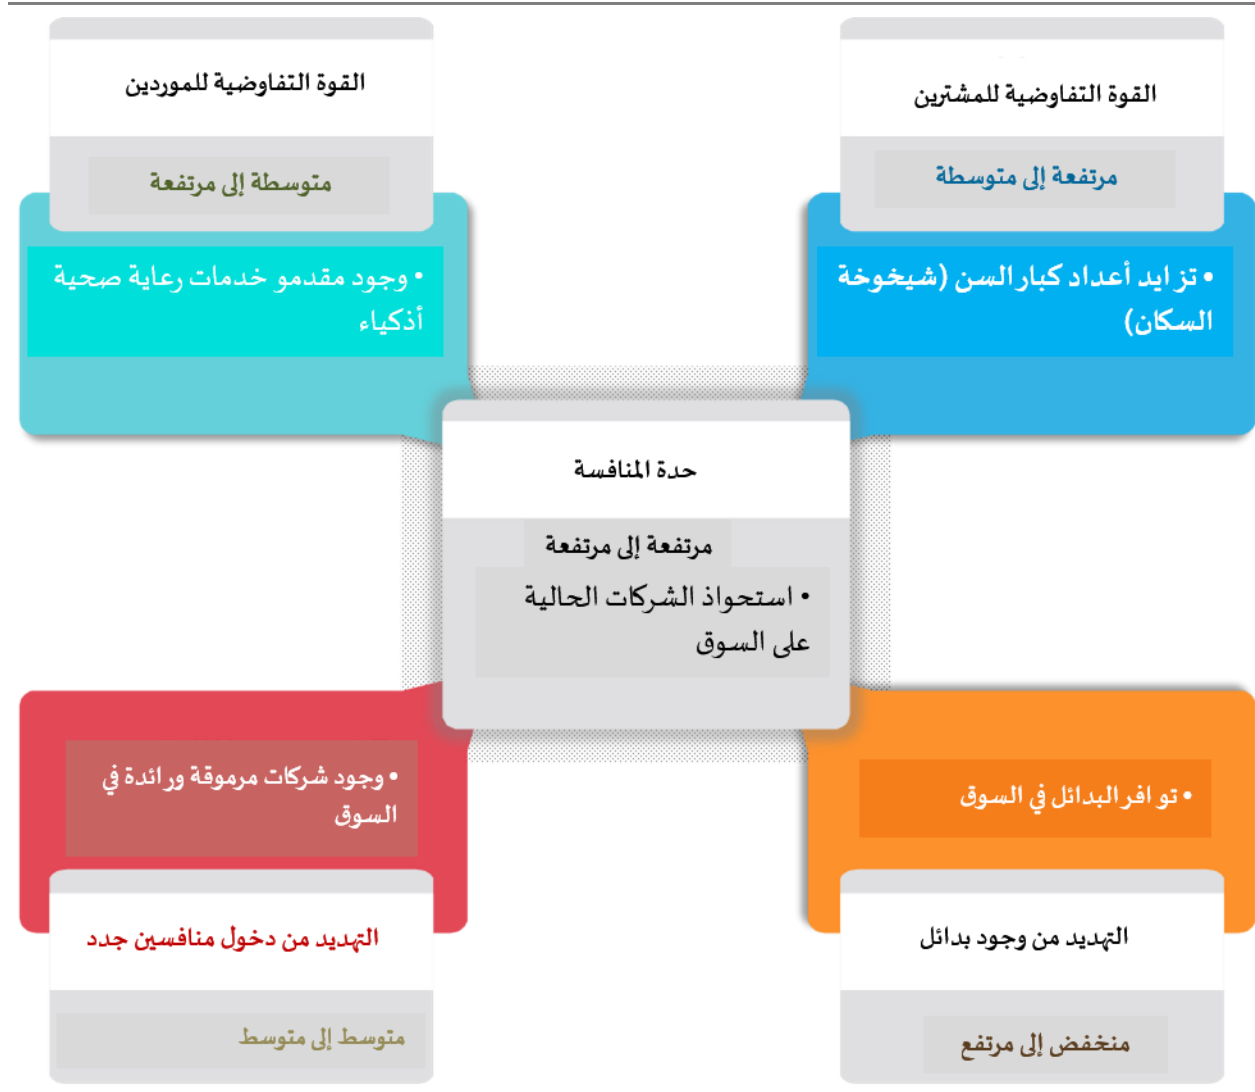 القوة التفاوضية للمشترين
مرتفعة إلى متوسطة
• تزايد أعداد كبار السن (شيخوخة
السكان)
القوة التفاوضية للموردين
متوسطة إلى مرتفعة
• وجود مقدمو خدمات رعاية صحية
أذكياء
حدة المنافسة
مرتفعة إلى مرتفعة
• استحواذ الشركات الحالية
على السوق
• توافر البدائل في السوق
التهديد من وجود بدائل
منخفض إلى مرتفع
• وجود شركات مرموقة ورائدة في
السوق
التهديد من دخول منافسين جدد
متوسط إلى متوسط